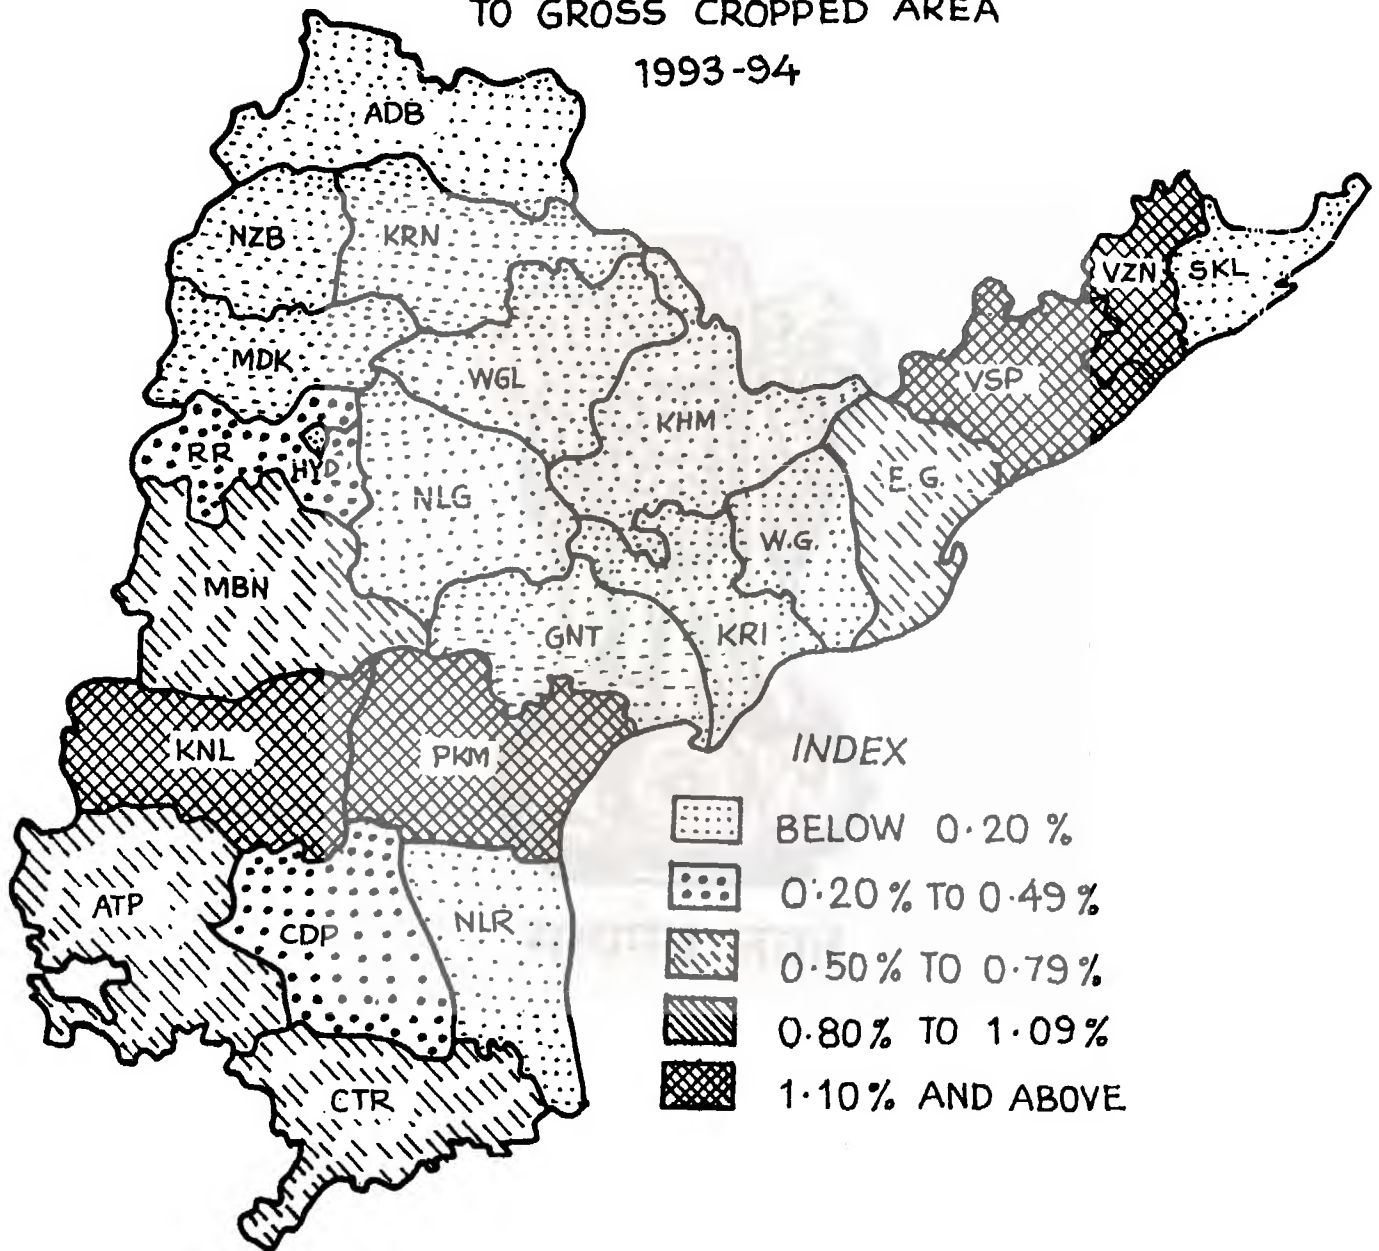 TO GROSS CROPPED AREA
1993-94
ADB
NZB
KRN
VZN
SKL
MDK
WGL
VSP
KHM
RR
HYD
NLG
E.G.
W.G.
MBN
GNT
KRI
KNL
PKM
INDEX
BELOW 0.20 %
0.20% TO 0.49%
ATP
CDP
NLR
0.50% TO 0.79%
0.80% TO 1.09%
1.10% AND ABOVE
CTR